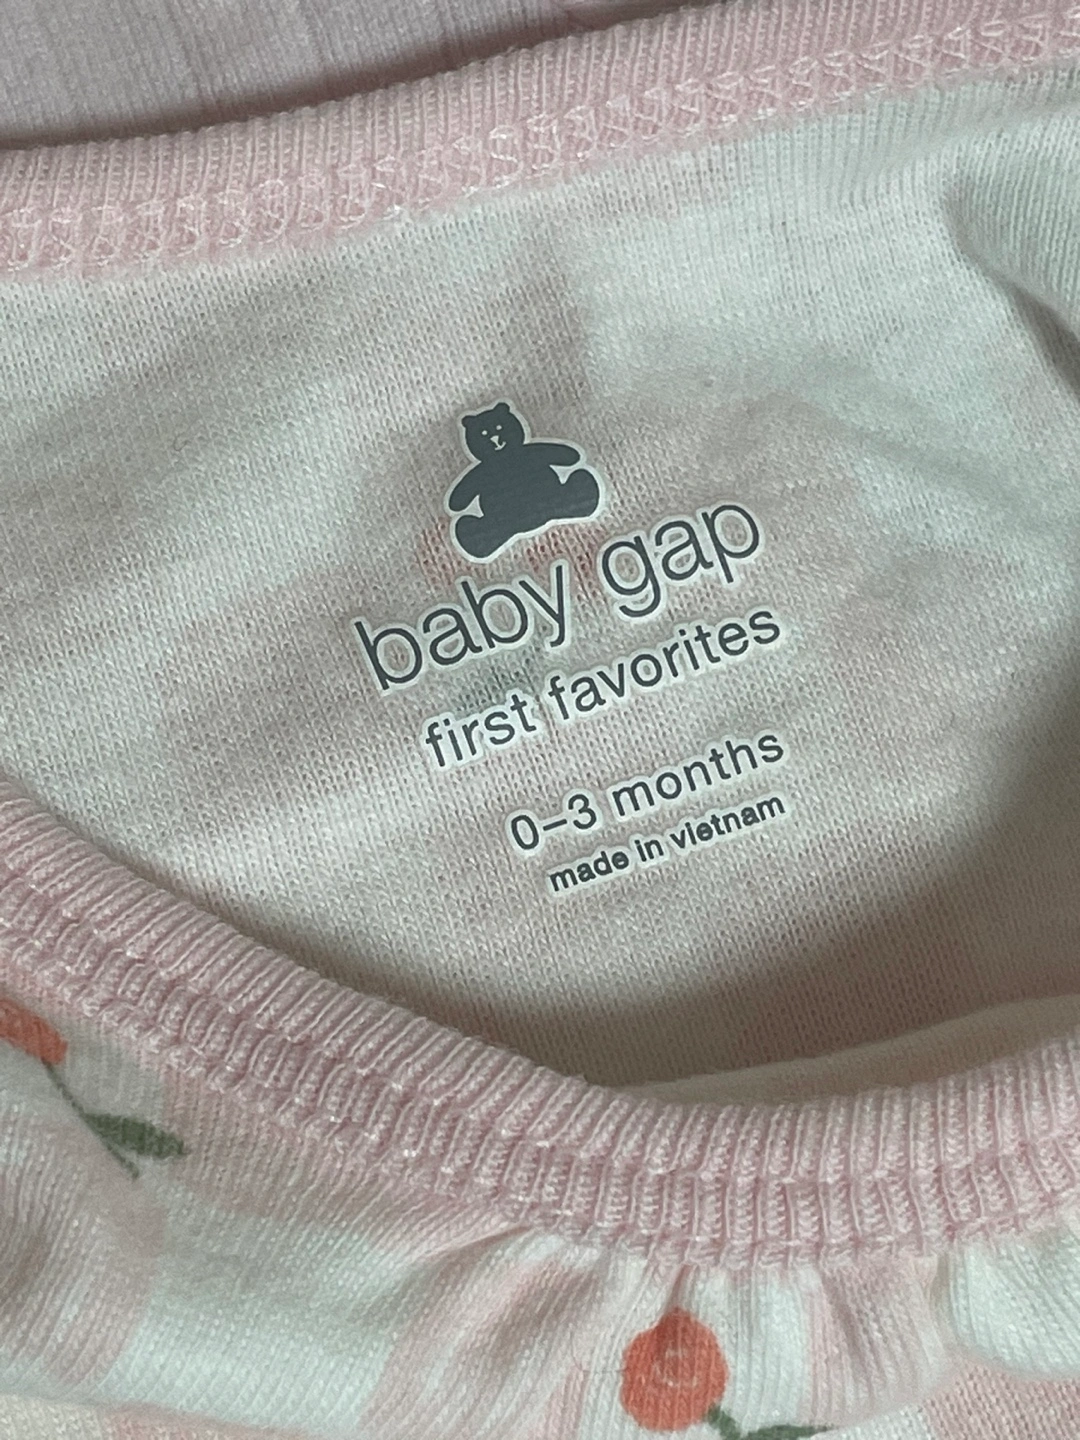 baby gap
first favorites
0–3 months
made in vietnam